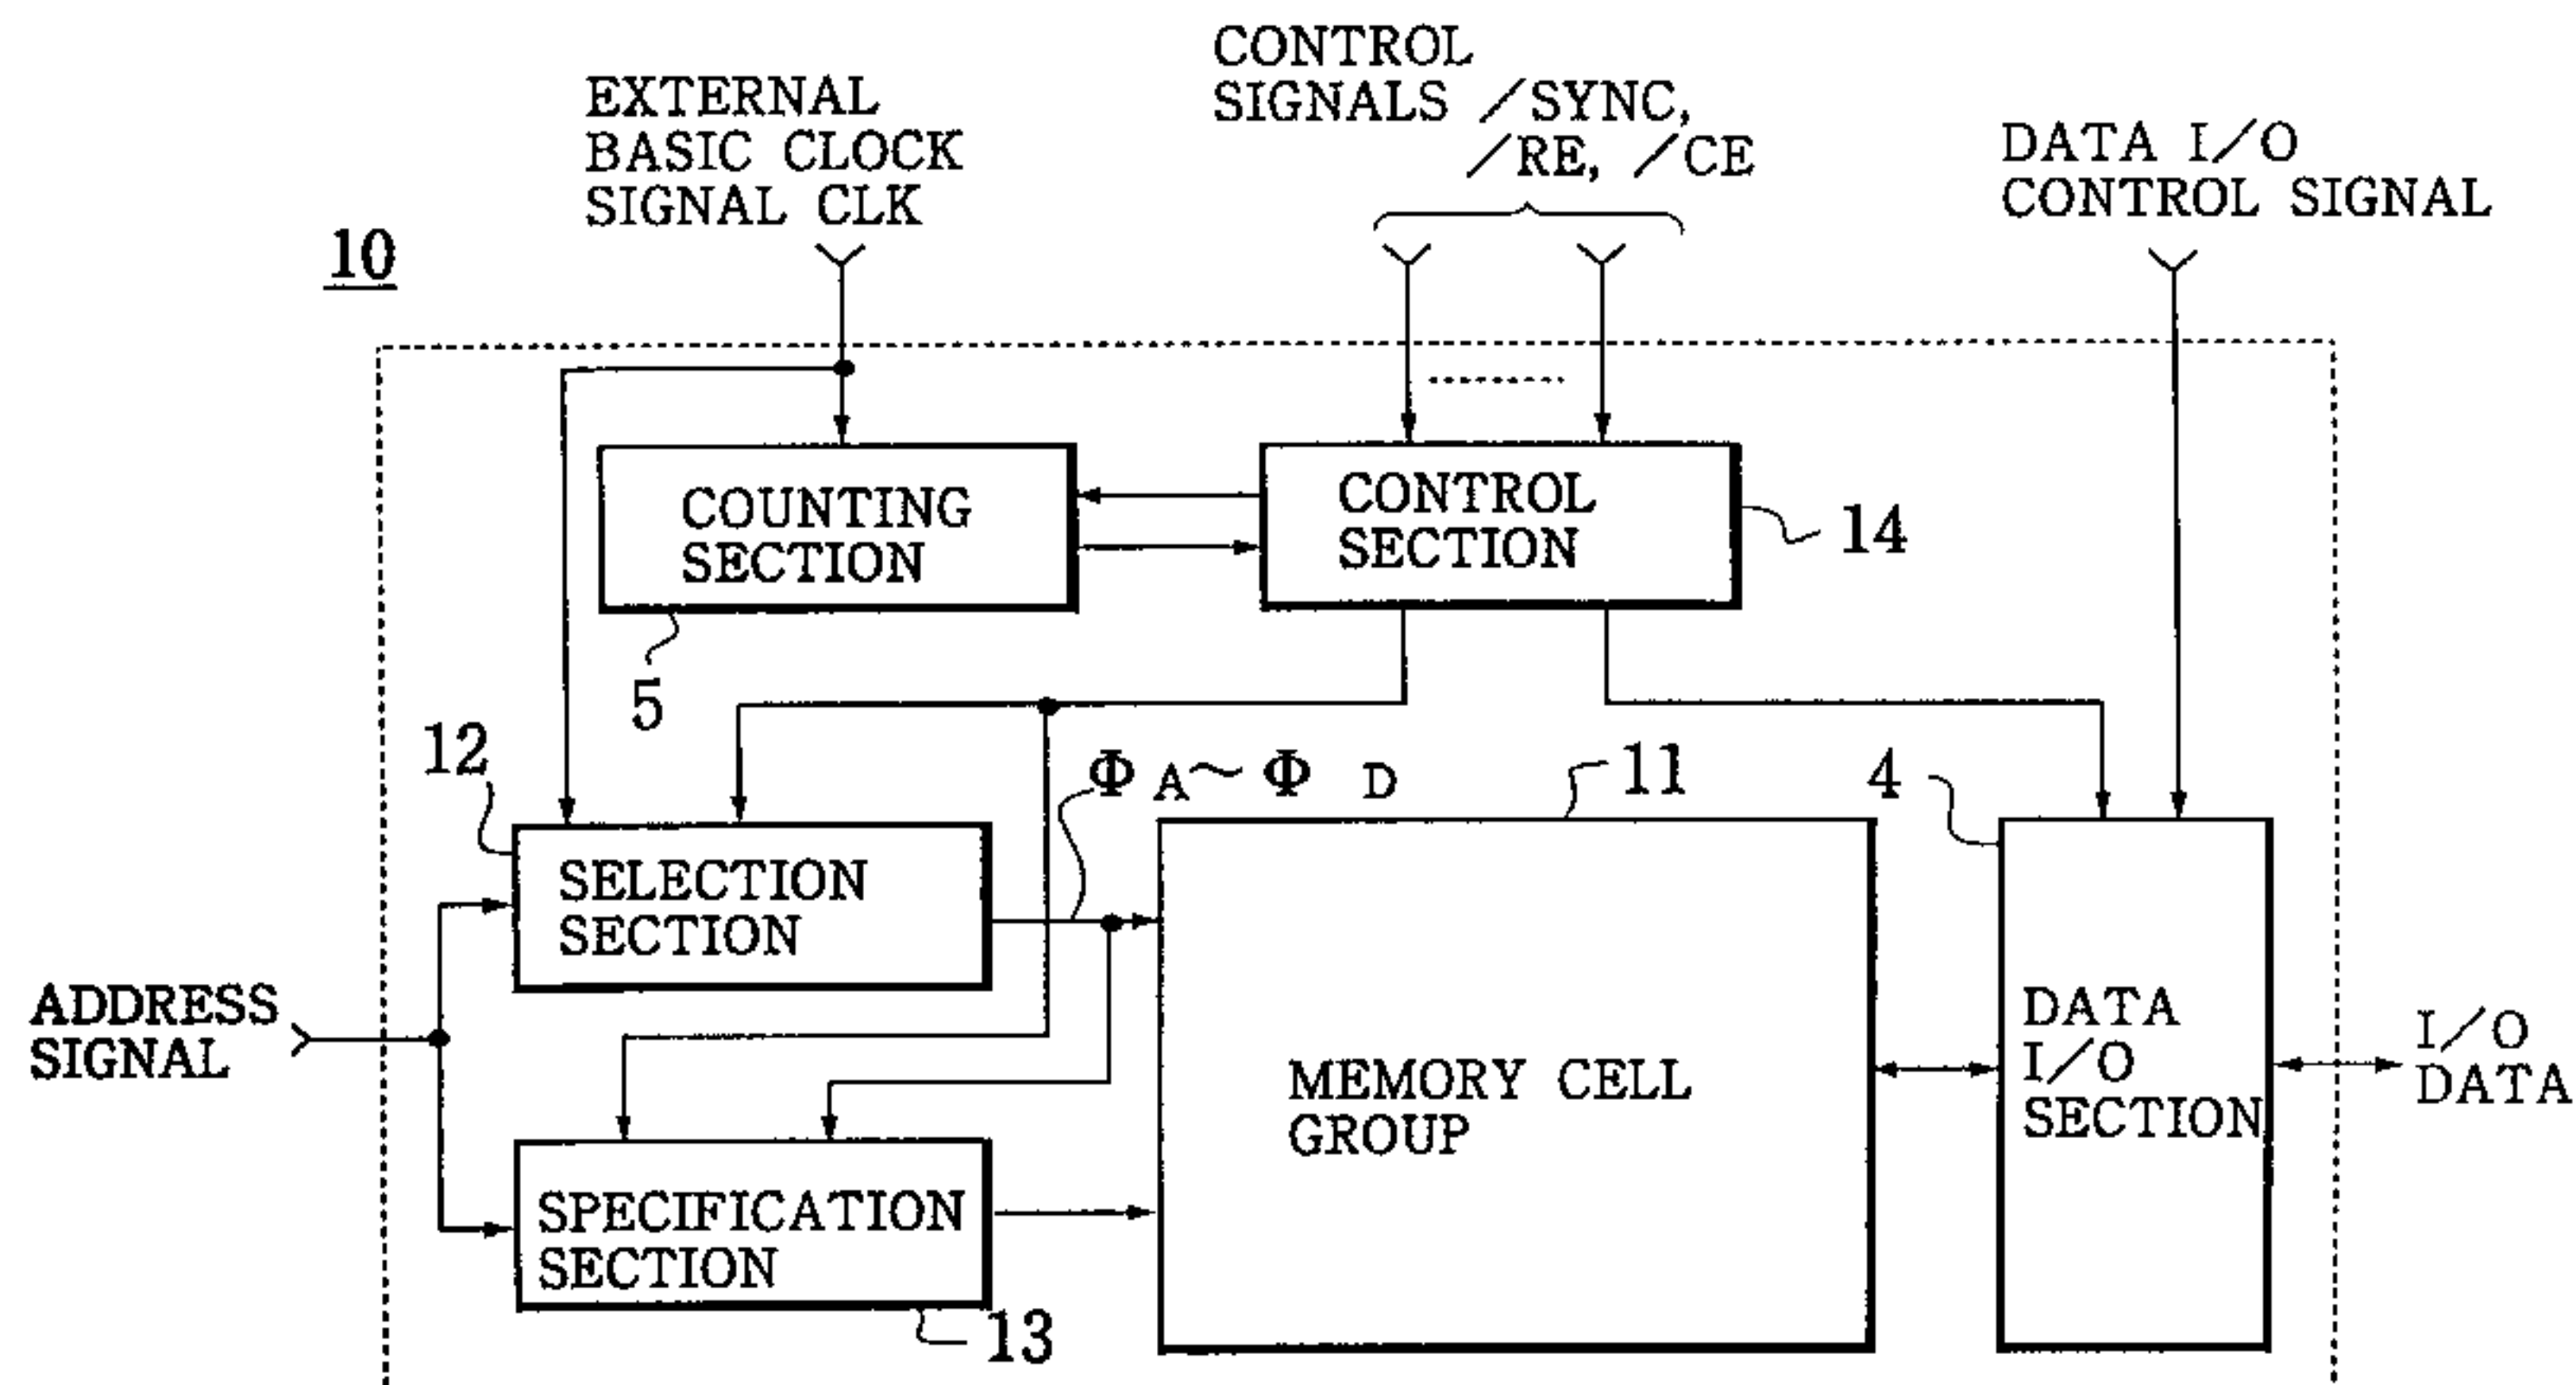 CONTROL
SIGNALS /SYNC,
/RE, /CE
EXTERNAL
BASIC CLOCK
SIGNAL CLK
DATA I/O
CONTROL SIGNAL
10
COUNTING
SECTION
CONTROL
SECTION
14
5
12
ΦA~Φ D
11
4
SELECTION
SECTION
ADDRESS
SIGNAL
DATA
I/O
SECTION
I/O
DATA
MEMORY CELL
GROUP
SPECIFICATION
SECTION
13